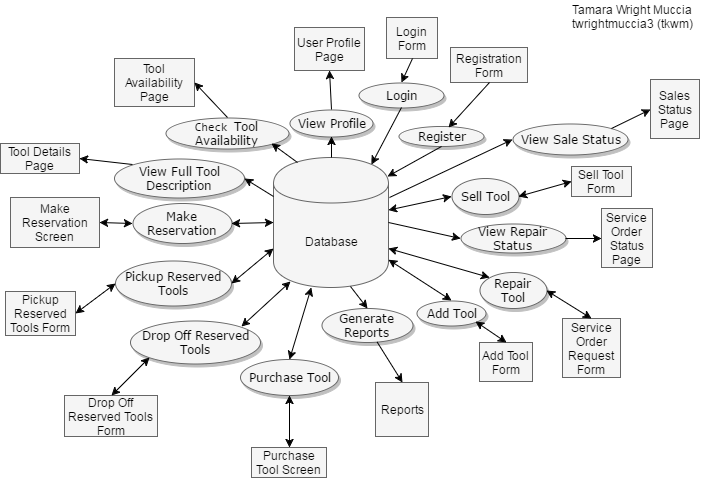 Tamara Wright Muccia
twrightmuccia3 (tkwm)
Login
Form
User Profile
Page
Registration
Form
Tool
Availability
Page
Login
Sales
Status
Page
View Profile
Check Tool
Availability
Register
View Sale Status
Tool Details
Page
View Full Tool
Description
Sell Tool
Form
Sell Tool
Make
Reservation
Screen
Make
Reservation
Database
View Repair
Status
Service
Order
Status
Page
Pickup Reserved
Tools
Repair
Tool
Pickup
Reserved
Tools Form
Generate
Reports
Add Tool
Drop Off Reserved
Tools
Service
Order
Request
Form
Add Tool
Form
Purchase Tool
Drop Off
Reserved Tools
Form
Reports
Purchase
Tool Screen